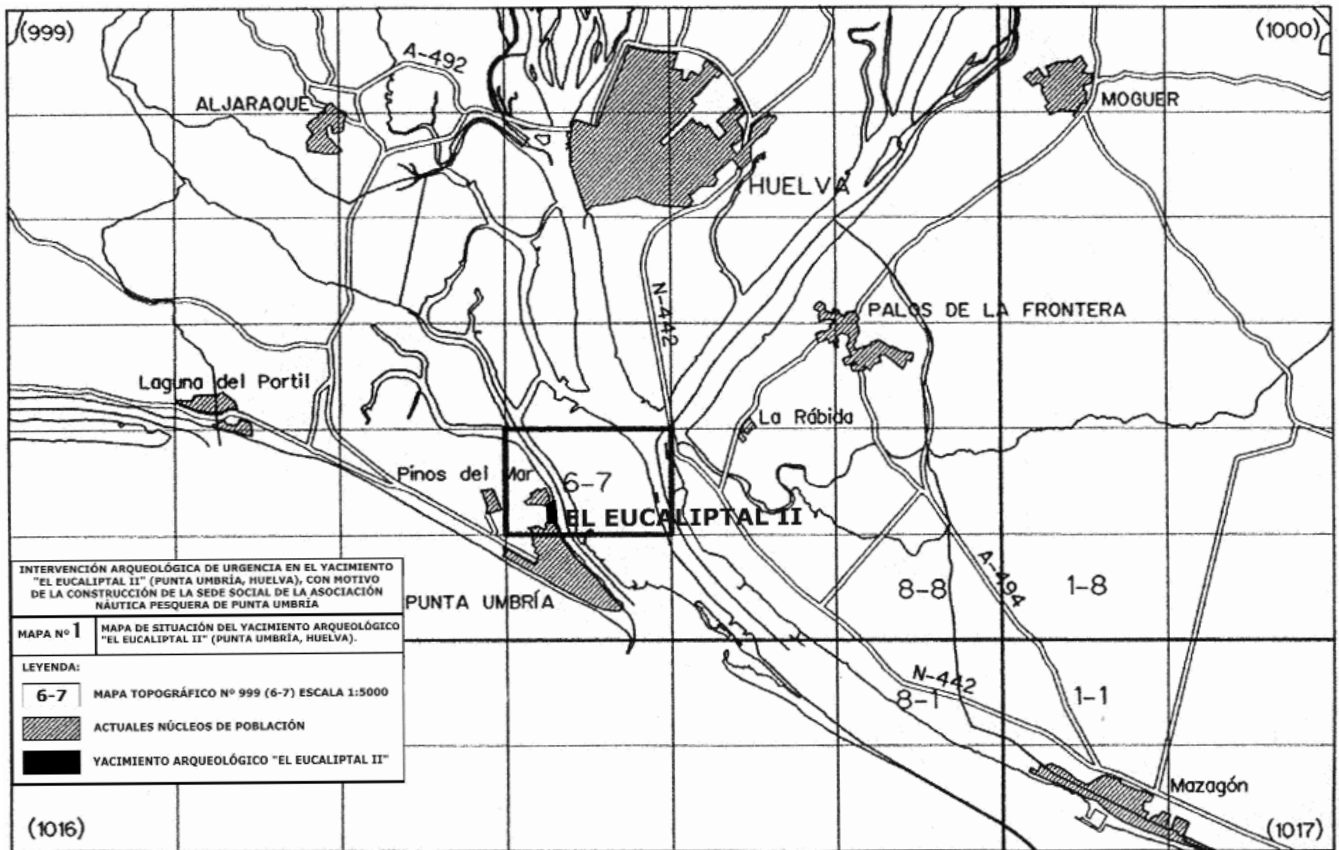 (999)
(1000)
A-492
ALJARAQUE
MOGUER
HUELVA
N-442
PALOS DE LA FRONTERA
Laguna del Portil
La Rábida
Pinos del Mar
6-7
EL EUCALIPTAL II
PUNTA UMBRÍA
8-8
A-494
1-8
N-442
8-1
1-1
Mazagón
INTERVENCIÓN ARQUEOLÓGICA DE URGENCIA EN EL YACIMIENTO
"EL EUCALIPTAL II" (PUNTA UMBRÍA, HUELVA), CON MOTIVO
DE LA CONSTRUCCIÓN DE LA SEDE SOCIAL DE LA ASOCIACIÓN
NÁUTICA PESQUERA DE PUNTA UMBRÍA
MAPA Nº 1
MAPA DE SITUACIÓN DEL YACIMIENTO ARQUEOLÓGICO
"EL EUCALIPTAL II" (PUNTA UMBRÍA, HUELVA).
LEYENDA:
6-7 MAPA TOPOGRÁFICO Nº 999 (6-7) ESCALA 1:5000
ACTUALES NÚCLEOS DE POBLACIÓN
YACIMIENTO ARQUEOLÓGICO "EL EUCALIPTAL II"
(1016)
(1017)